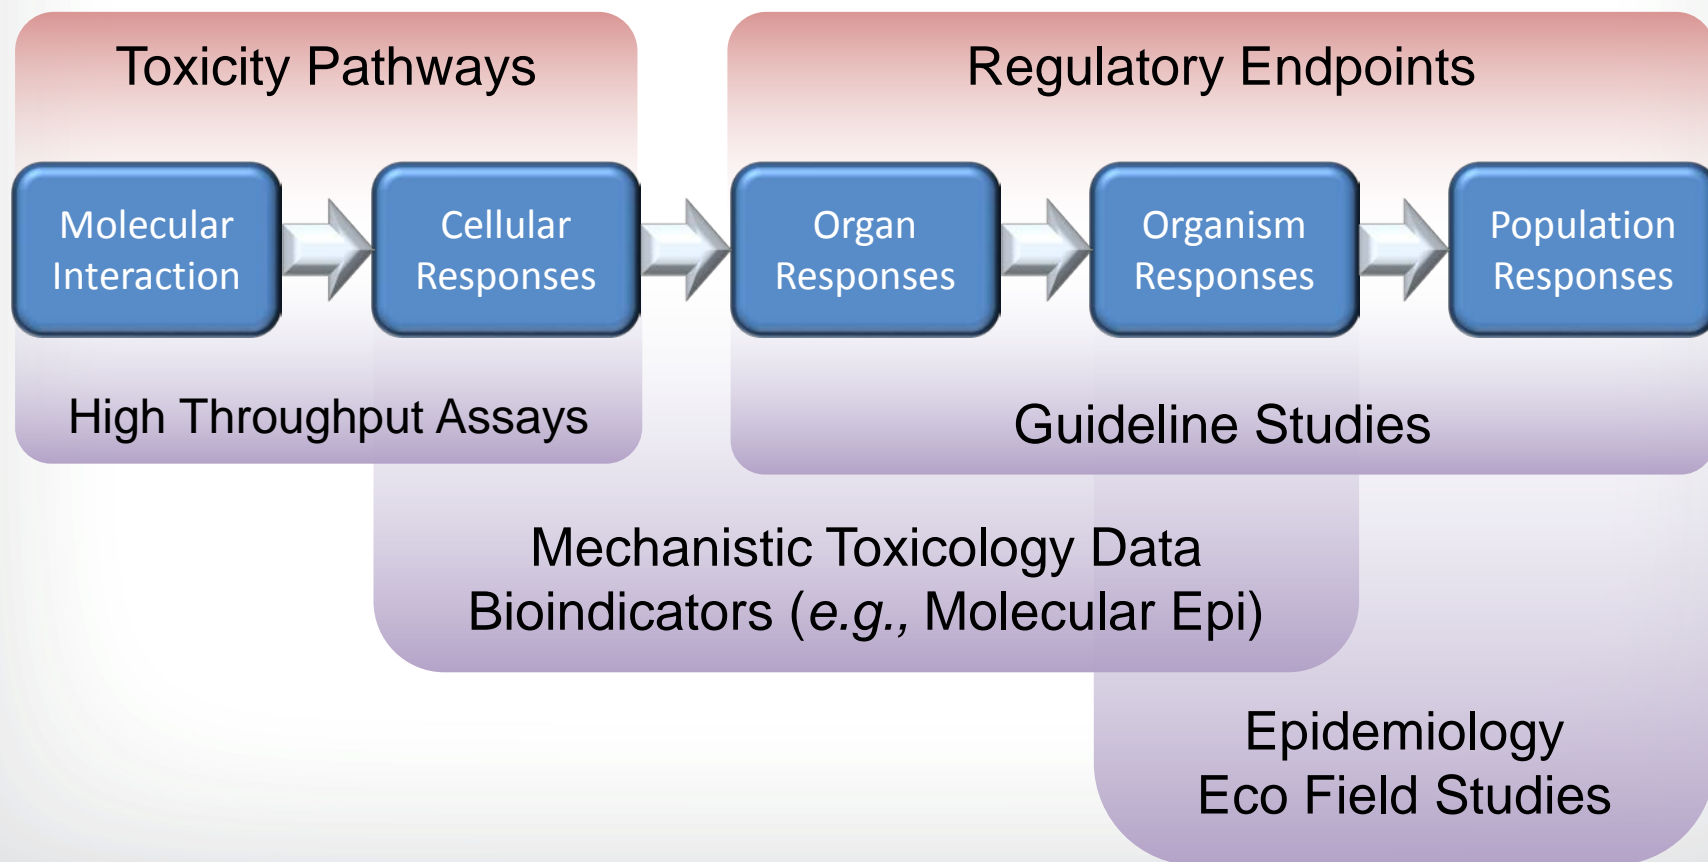 Toxicity Pathways
Regulatory Endpoints
Molecular
Interaction
Cellular
Responses
Organ
Responses
Organism
Responses
Population
Responses
High Throughput Assays
Guideline Studies
Mechanistic Toxicology Data
Bioindicators (e.g., Molecular Epi)
Epidemiology
Eco Field Studies